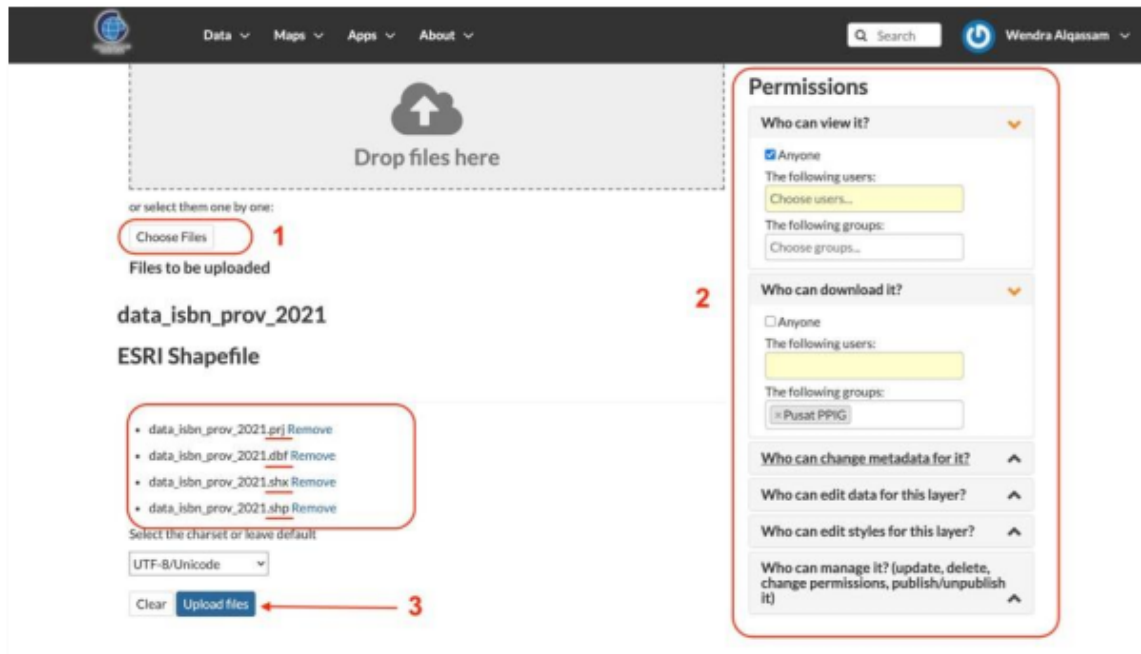 Data Maps Apps About Search Wendra Alqassam
Drop files here
or select them one by one:
Choose Files 1
Files to be uploaded
data_isbn_prov_2021
ESRI Shapefile
data_isbn_prov_2021.prj Remove
data_isbn_prov_2021.dbf Remove
data_isbn_prov_2021.shx Remove
data_isbn_prov_2021.shp Remove
Select the charset or leave default
UTF-8/Unicode
Clear Upload files 3
2
Permissions
Who can view it?
Anyone
The following users:
Choose users...
The following groups:
Choose groups...
Who can download it?
Anyone
The following users:
The following groups:
× Pusat PPIG
Who can change metadata for it?
Who can edit data for this layer?
Who can edit styles for this layer?
Who can manage it? (update, delete,
change permissions, publish/unpublish
it)